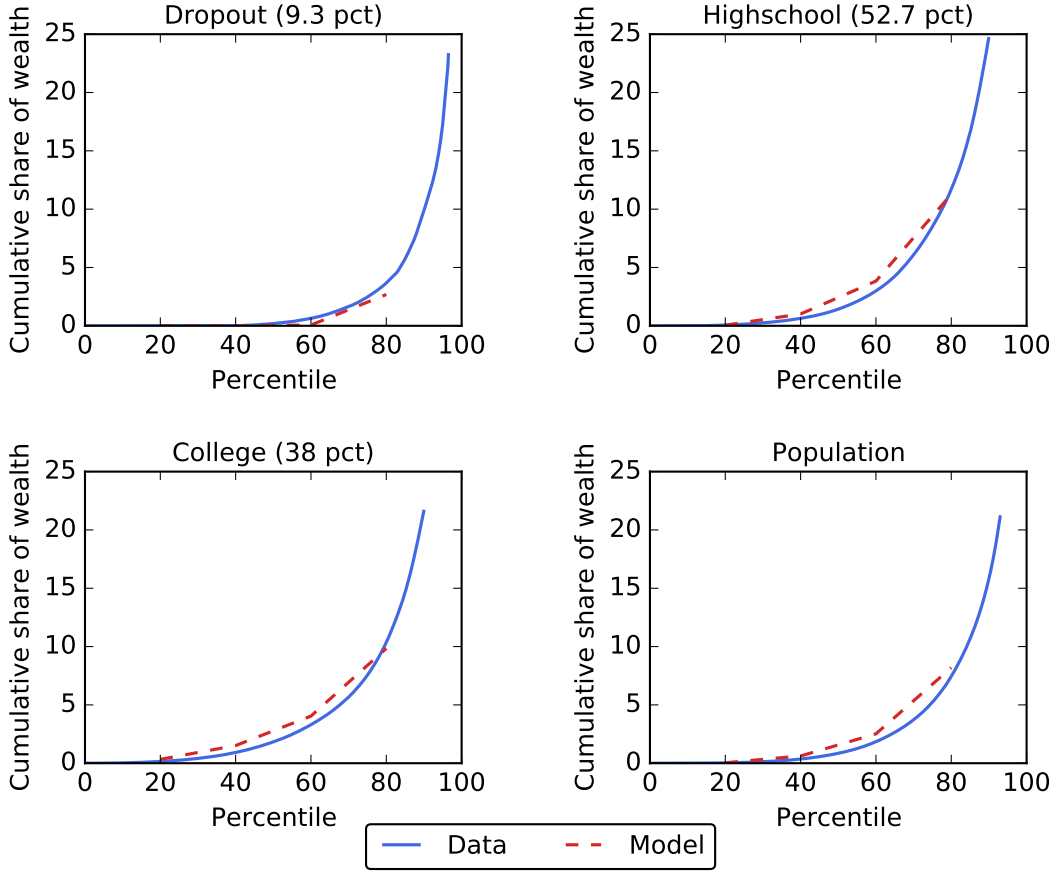 Dropout (9.3 pct)
Cumulative share of wealth
25
20
15
10
5
0
0 20 40 60 80 100
Percentile
Highschool (52.7 pct)
Cumulative share of wealth
25
20
15
10
5
0
0 20 40 60 80 100
Percentile
College (38 pct)
Cumulative share of wealth
25
20
15
10
5
0
0 20 40 60 80 100
Percentile
Population
Cumulative share of wealth
25
20
15
10
5
0
0 20 40 60 80 100
Percentile
Data Model